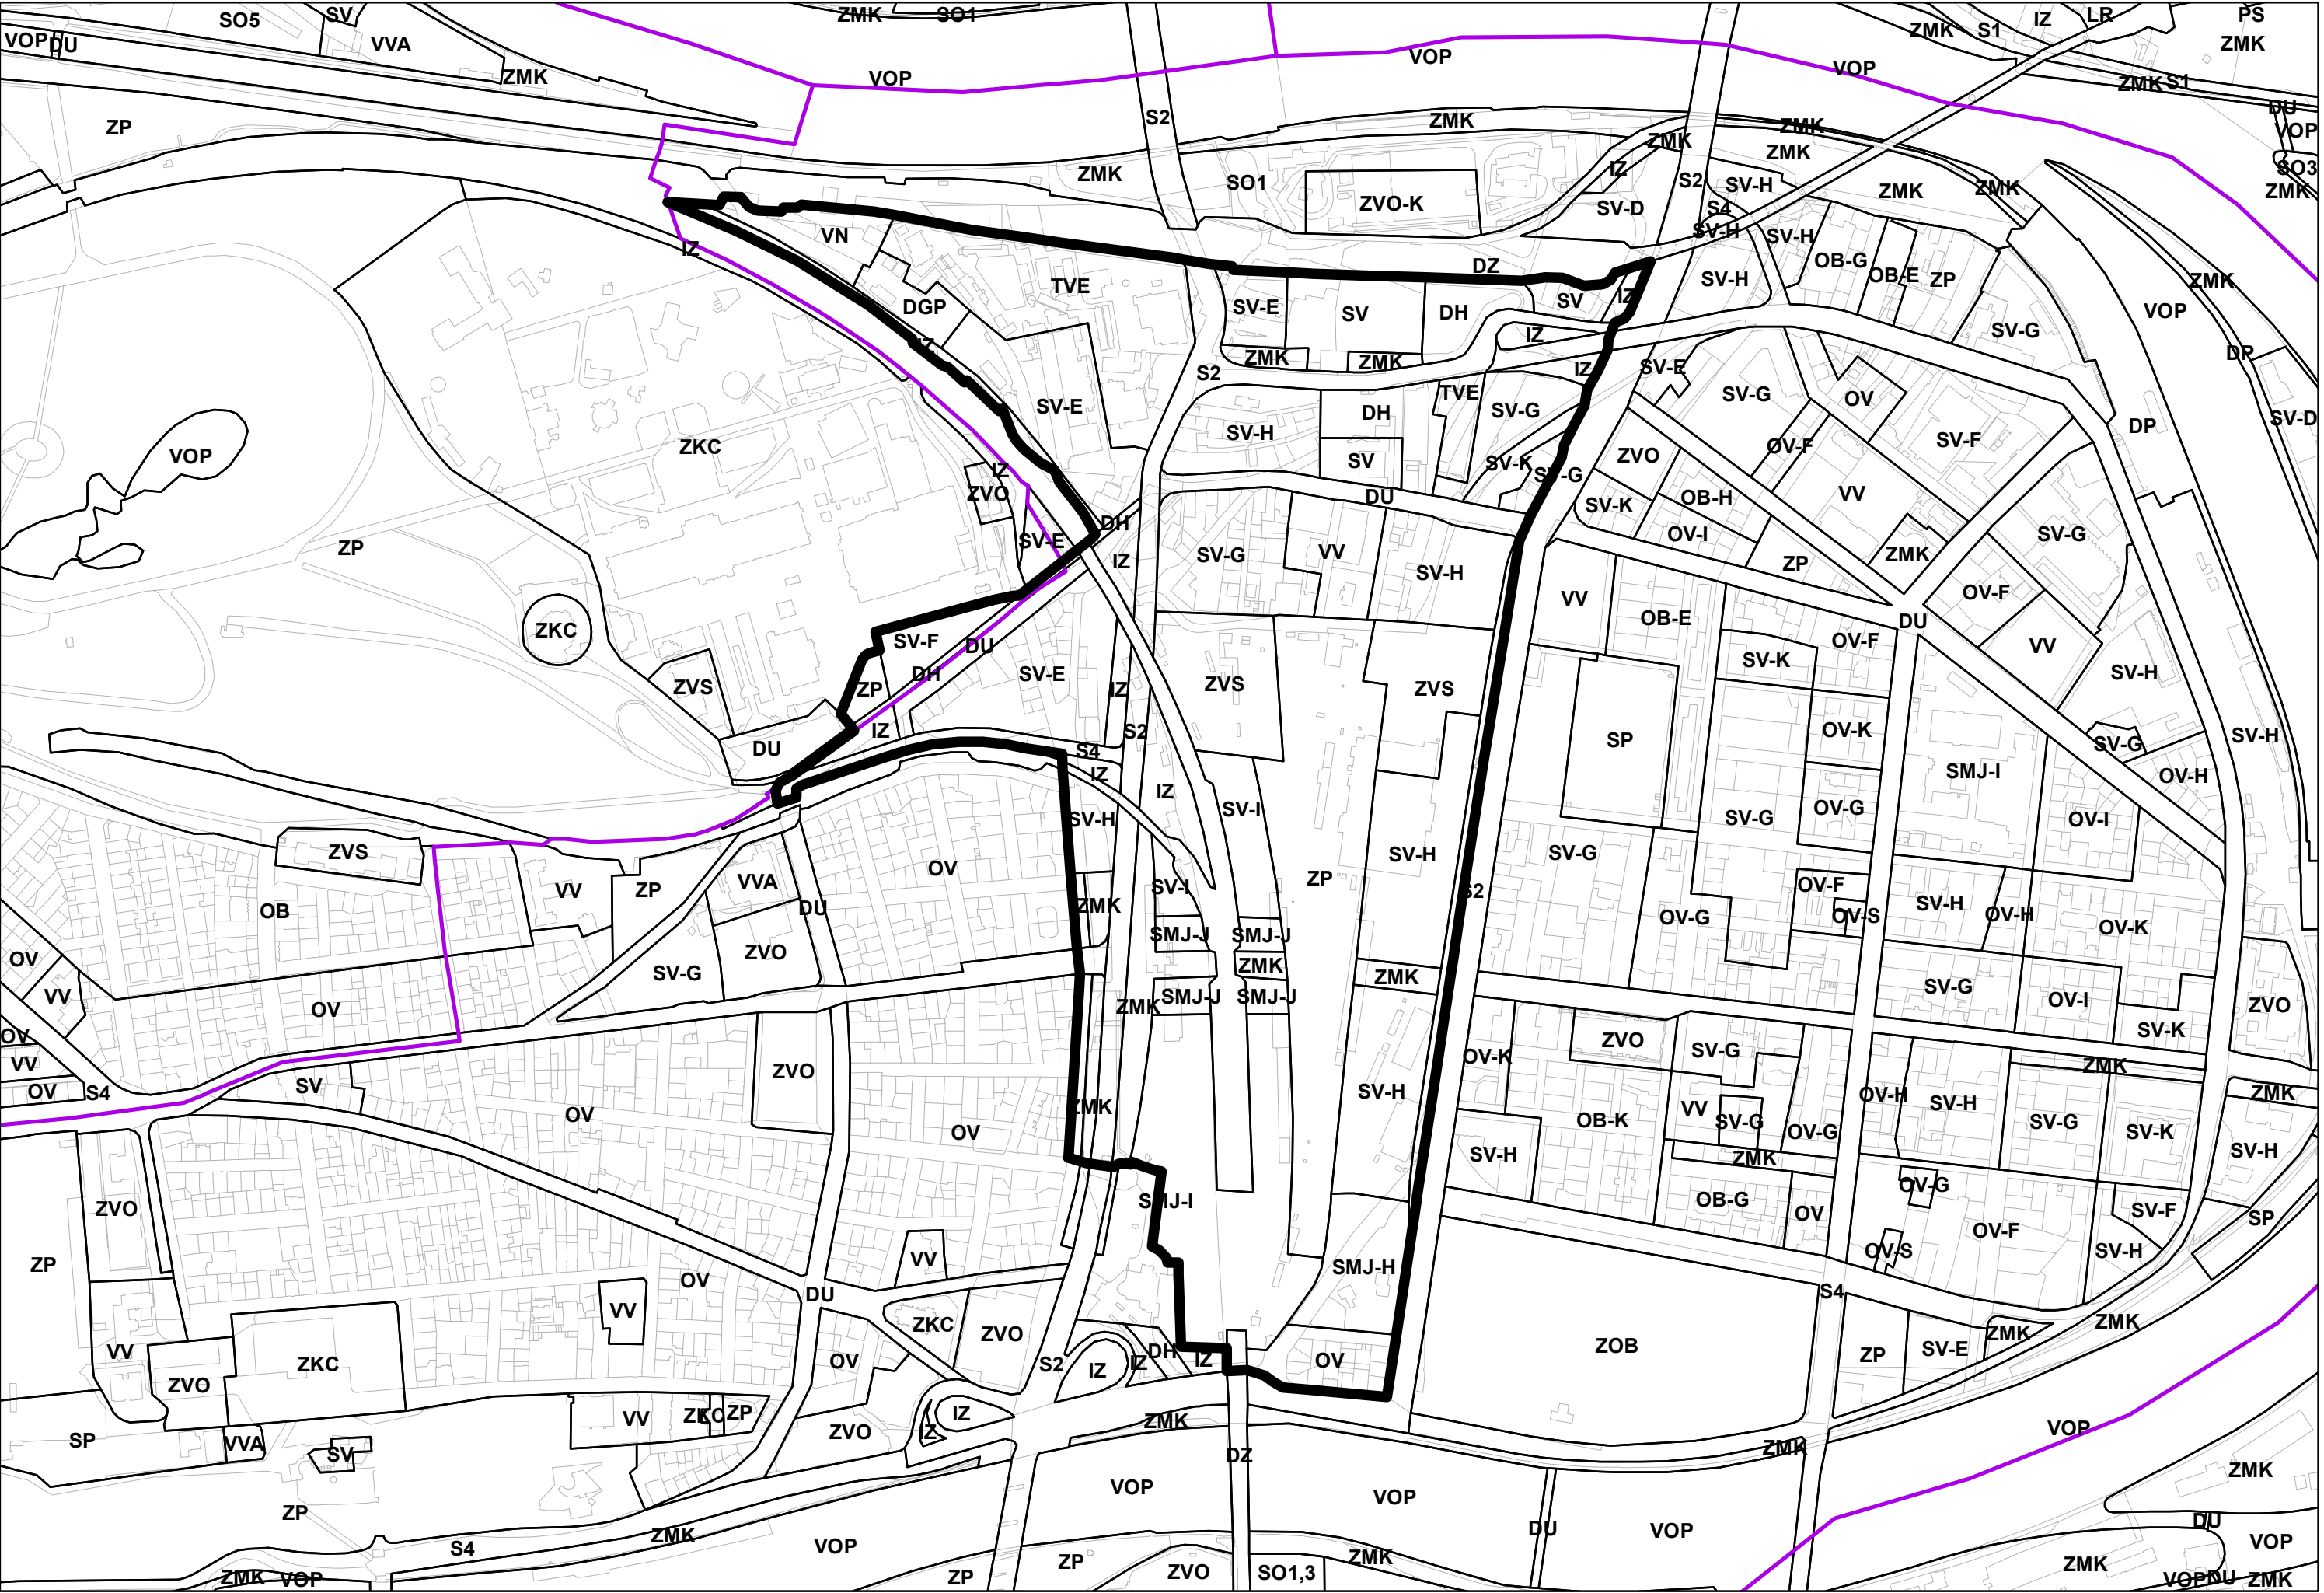 SO5
SV
ZMK
SO1
ZMK
S1
IZ
LR
PS
VOP
DU
VVA
ZMK
ZMK
VOP
VOP
VOP
ZMK
S1
ZP
S2
ZMK
ZMK
ZMK
DU
VOP
ZMK
SO1
ZVO-K
IZ
ZMK
S2
SV-H
ZMK
ZMK
SO3
ZMK
SV-D
S4
VN
IZ
SV-H
SV-H
DZ
OB-G
OB-E
ZP
SV-H
ZMK
TVE
DGP
SV-E
SV
DH
SV
IZ
VOP
SV-G
IZ
IZ
ZMK
ZMK
S2
IZ
SV-E
DP
SV-E
DH
TVE
SV-G
SV-G
OV
SV-D
ZKC
SV-H
SV
SV-K
SV-G
ZVO
OV-F
SV-F
DP
VOP
IZ
ZVO
DU
SV-K
OB-H
VV
DH
SV-E
IZ
SV-G
VV
SV-H
OV-I
ZP
ZMK
SV-G
ZP
ZKC
SV-F
DU
DH
VV
OB-E
OV-F
DU
OV-F
VV
ZVS
ZP
SV-E
IZ
ZVS
ZVS
SV-K
SV-H
DU
IZ
S2
S4
SP
OV-K
SV-G
SV-H
IZ
IZ
SMJ-I
OV-H
SV-H
SV-I
SV-G
OV-G
OV-I
ZVS
OV
SV-H
SV-G
VV
ZP
VVA
SV-I
ZP
S2
OV-F
OB
DU
ZMK
OV-G
OV-S
SV-H
OV-H
OV-K
OV
SV-G
ZVO
SMJ-J
SMJ-J
ZMK
ZMK
VV
OV
ZMK
SMJ-J
SMJ-J
SV-G
OV-I
ZVO
OV
VV
OV
S4
SV
ZVO
OV-K
ZVO
SV-G
SV-K
ZMK
ZMK
OV
OV
ZMK
SV-H
OB-K
VV
SV-G
OV-G
OV-H
SV-H
SV-G
SV-K
SV-H
SV-H
ZMK
ZVO
SMJ-I
OB-G
OV
OV-G
SV-F
SP
ZP
VV
OV
SMJ-H
OV-S
OV-F
SV-H
DU
S4
VV
VV
ZKC
ZVO
ZOB
ZMK
ZMK
SV-E
ZP
ZKC
ZVO
OV
S2
IZ
IZ
DH
IZ
OV
VV
ZKC
ZP
IZ
ZMK
VOP
SP
VVA
SV
ZVO
IZ
DZ
ZMK
ZMK
VOP
VOP
ZP
ZMK
VOP
DU
VOP
DU
VOP
S4
ZP
ZMK
ZMK
ZMK
VOP
ZP
ZVO
SO1,3
VOP
DU
ZMK